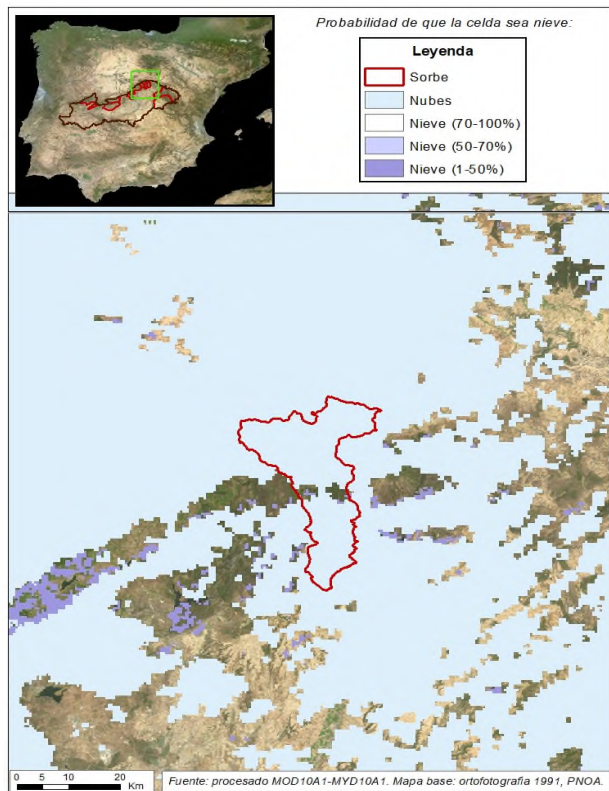 Probabilidad de que la celda sea nieve:
Leyenda
Sorbe
Nubes
Nieve (70-100%)
Nieve (50-70%)
Nieve (1-50%)
0 5 10 20
Km
Fuente: procesado MOD10A1-MYD10A1. Mapa base: ortofotografia 1991, PNOA.